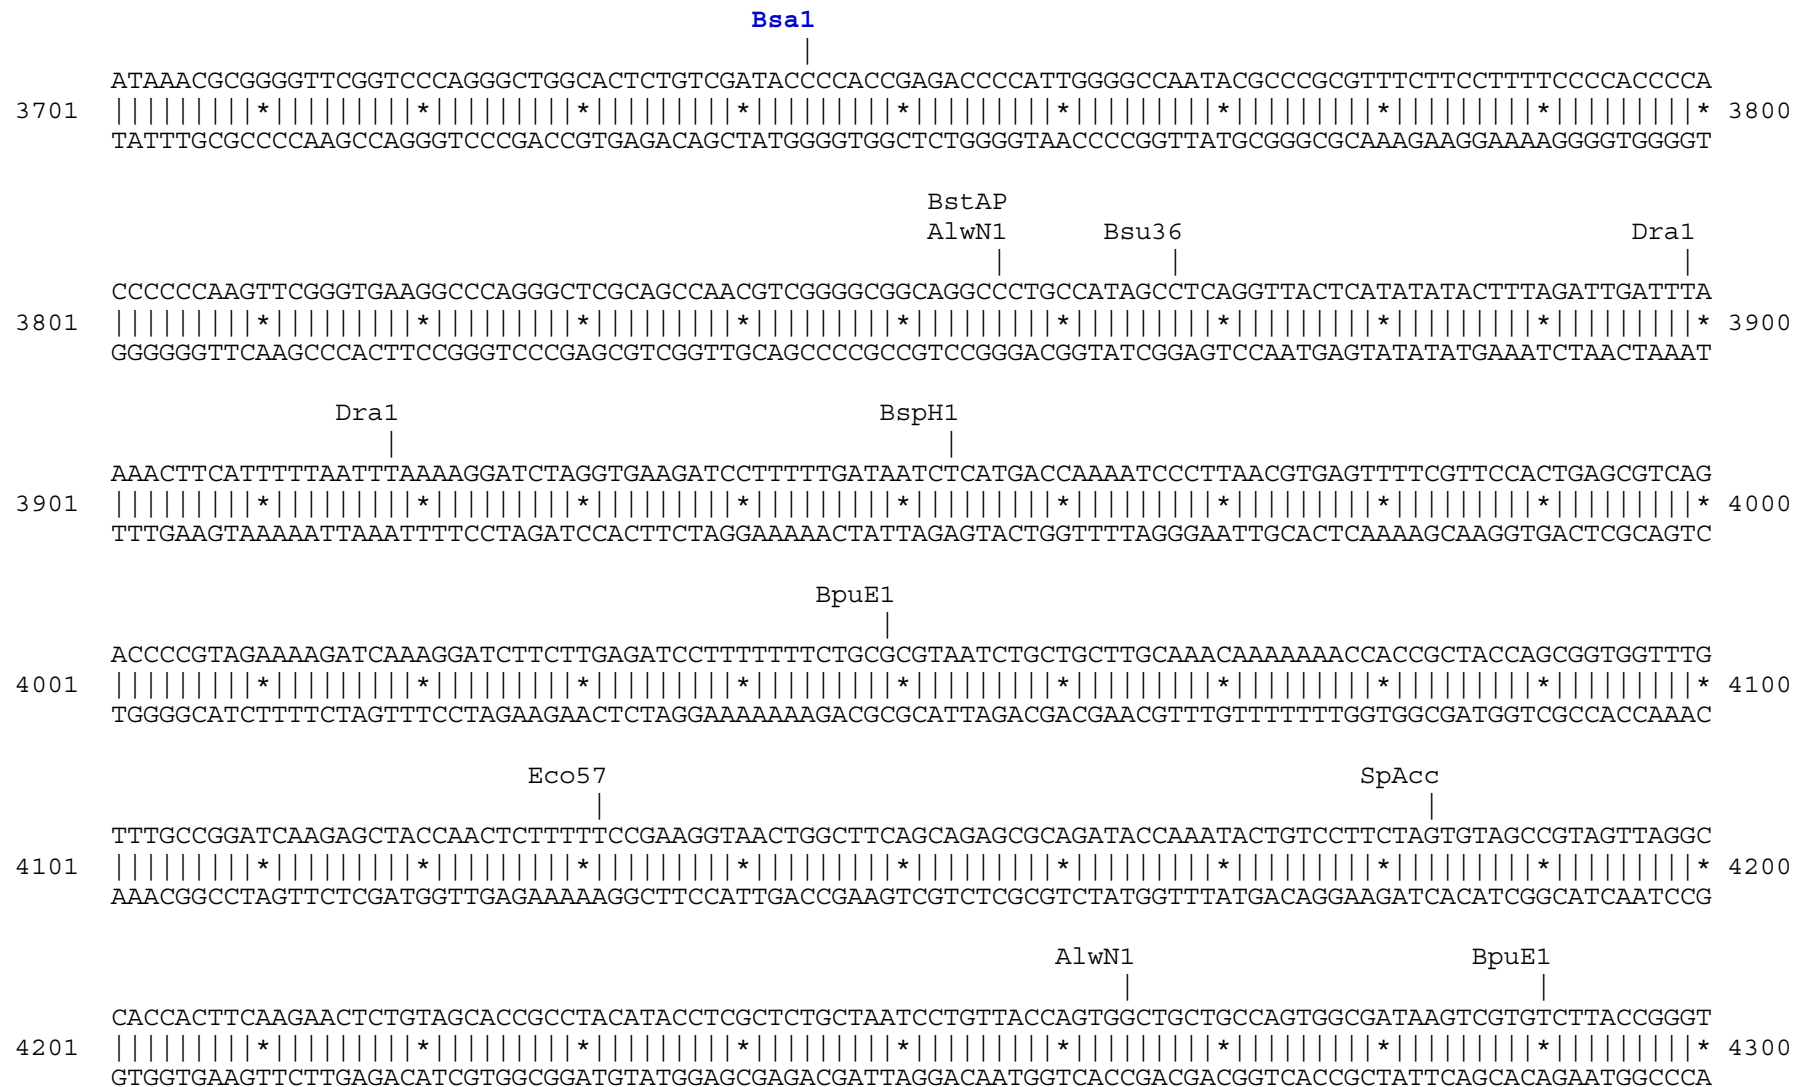 Bsa1
|
ATAAACGCGGGGTTCGGTCCCAGGGCTGGCACTCTGTCGATACCCCACCGAGACCCCATTGGGGCCAATACGCCCGCGTTTCTTCCTTTTCCCCACCCCA
3701 |||||||||*|||||||||*|||||||||*|||||||||*|||||||||*|||||||||*|||||||||*|||||||||*|||||||||*|||||||||* 3800
TATTTGCGCCCCAAGCCAGGGTCCCGACCGTGAGACAGCTATGGGGTGGCTCTGGGGTAACCCCGGTTATGCGGGCGCAAAGAAGGAAAAGGGGTGGGGT
BstAP
AlwN1 Bsu36 Dra1
| | |
CCCCCCAAGTTCGGGTGAAGGCCCAGGGCTCGCAGCCAACGTCGGGGCGGCAGGCCCTGCCATAGCCTCAGGTTACTCATATATACTTTAGATTGATTTA
3801 |||||||||*|||||||||*|||||||||*|||||||||*|||||||||*|||||||||*|||||||||*|||||||||*|||||||||*|||||||||* 3900
GGGGGGTTCAAGCCCACTTCCGGGTCCCGAGCGTCGGTTGCAGCCCCGCCGTCCGGGACGGTATCGGAGTCCAATGAGTATATATGAAATCTAACTAAAT
Dra1 BspH1
| |
AAACTTCATTTTTAATTTAAAAGGATCTAGGTGAAGATCCTTTTTGATAATCTCATGACCAAAATCCCTTAACGTGAGTTTTCGTTCCACTGAGCGTCAG
3901 |||||||||*|||||||||*|||||||||*|||||||||*|||||||||*|||||||||*|||||||||*|||||||||*|||||||||*|||||||||* 4000
TTTGAAGTAAAAATTAAATTTTCCTAGATCCACTTCTAGGAAAAACTATTAGAGTACTGGTTTTAGGGAATTGCACTCAAAAGCAAGGTGACTCGCAGTC
BpuE1
|
ACCCCGTAGAAAAGATCAAAGGATCTTCTTGAGATCCTTTTTTTCTGCGCGTAATCTGCTGCTTGCAAACAAAAAAACCACCGCTACCAGCGGTGGTTTG
4001 |||||||||*|||||||||*|||||||||*|||||||||*|||||||||*|||||||||*|||||||||*|||||||||*|||||||||*|||||||||* 4100
TGGGGCATCTTTTCTAGTTTCCTAGAAGAACTCTAGGAAAAAAAGACGCGCATTAGACGACGAACGTTTGTTTTTTTGGTGGCGATGGTCGCCACCAAAC
Eco57 SpAcc
| |
TTTGCCGGATCAAGAGCTACCAACTCTTTTTCCGAAGGTAACTGGCTTCAGCAGAGCGCAGATACCAAATACTGTCCTTCTAGTGTAGCCGTAGTTAGGC
4101 |||||||||*|||||||||*|||||||||*|||||||||*|||||||||*|||||||||*|||||||||*|||||||||*|||||||||*|||||||||* 4200
AAACGGCCTAGTTCTCGATGGTTGAGAAAAAGGCTTCCATTGACCGAAGTCGTCTCGCGTCTATGGTTTATGACAGGAAGATCACATCGGCATCAATCCG
AlwN1 BpuE1
| |
CACCACTTCAAGAACTCTGTAGCACCGCCTACATACCTCGCTCTGCTAATCCTGTTACCAGTGGCTGCTGCCAGTGGCGATAAGTCGTGTCTTACCGGGT
4201 |||||||||*|||||||||*|||||||||*|||||||||*|||||||||*|||||||||*|||||||||*|||||||||*|||||||||*|||||||||* 4300
GTGGTGAAGTTCTTGAGACATCGTGGCGGATGTATGGAGCGAGACGATTAGGACAATGGTCACCGACGACGGTCACCGCTATTCAGCACAGAATGGCCCA